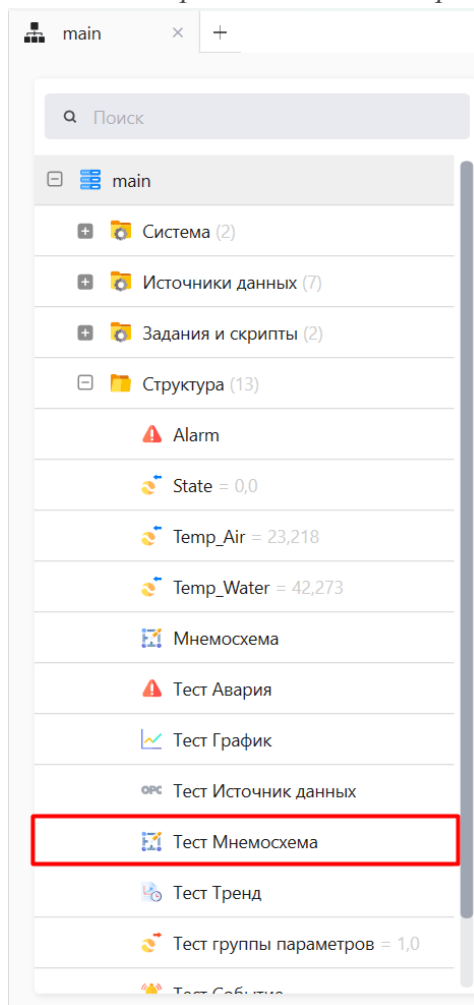 main × +
Поиск
main
Система (2)
Источники данных (7)
Задания и скрипты (2)
Структура (13)
Alarm
State = 0,0
Temp_Air = 23,218
Temp_Water = 42,273
Мнемосхема
Тест Авария
Тест График
OPC Тест Источник данных
Тест Мнемосхема
Тест Тренд
Тест группы параметров = 1,0
Тест Событие